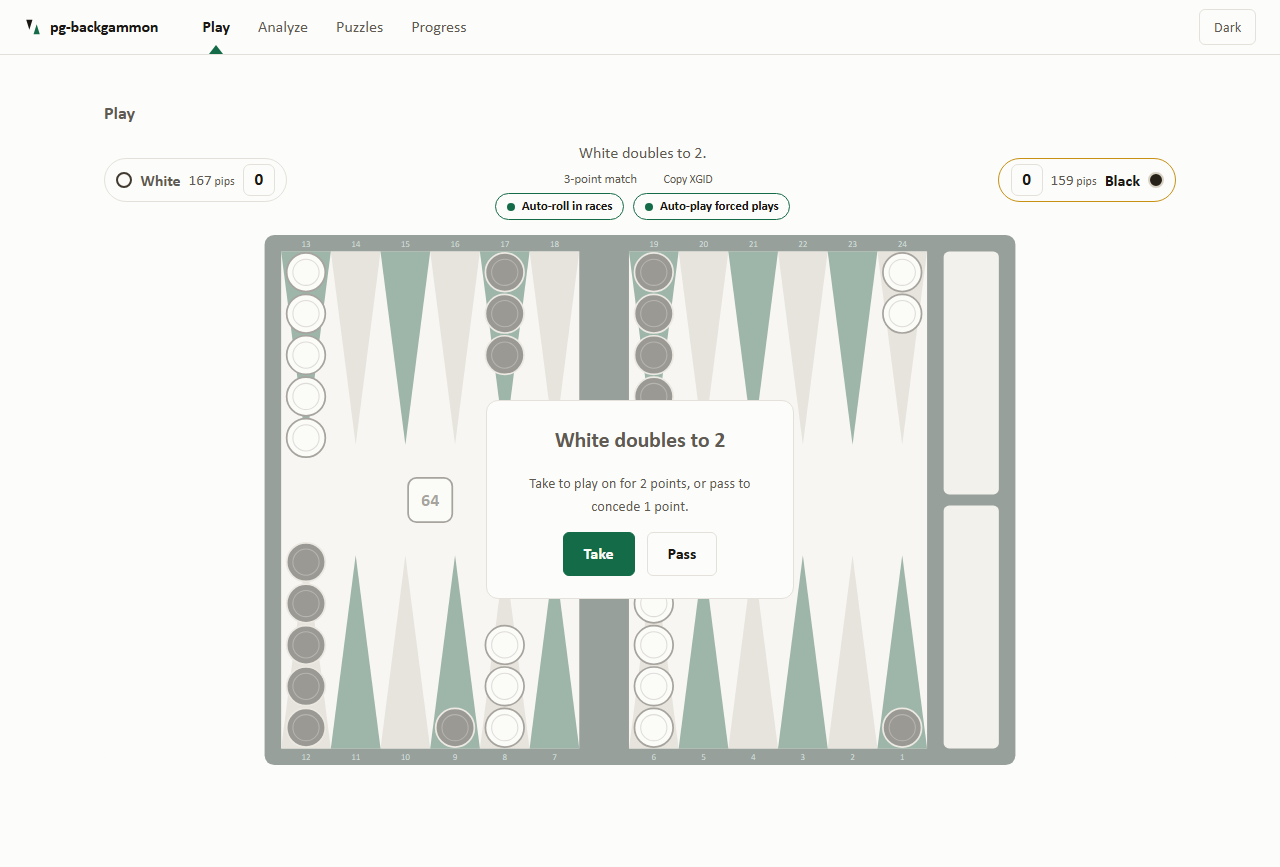 pg-backgammon Play Analyze Puzzles Progress Dark
Play
White 167 pips 0
White doubles to 2.
3-point match Copy XGID
Auto-roll in races Auto-play forced plays
0 159 pips Black
13 14 15 16 17 18 19 20 21 22 23 24
64
White doubles to 2
Take to play on for 2 points, or pass to
concede 1 point.
Take Pass
12 11 10 9 8 7 6 5 4 3 2 1